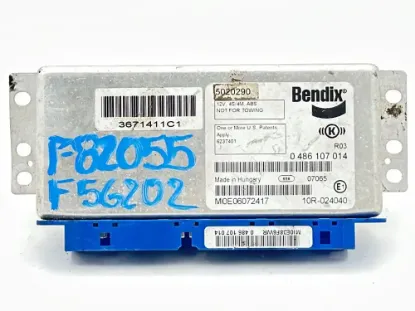 5020290
Bendix
12V, 4S/4M, ABS
NOT FOR TOWING
3671411C1
One or More U.S. Patents
Apply
K
R03
0 486 107 014
F82055
F56202
Made in Hungary
07065
M0E06072417
10R-024040
0 486 107 014